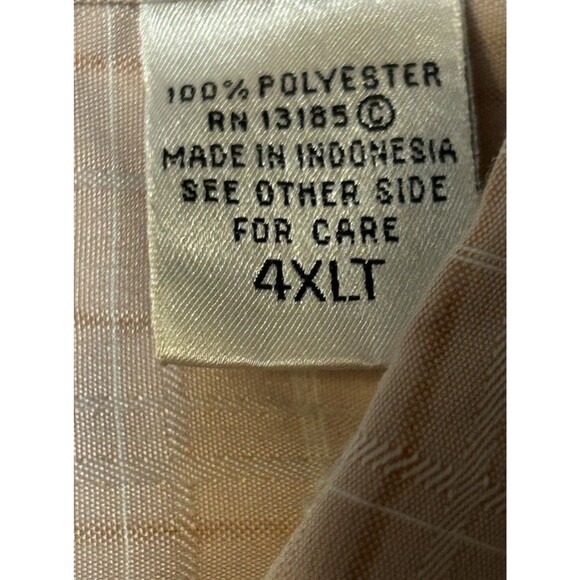 100% POLYESTER
RN 13185 ©
MADE IN INDONESIA
SEE OTHER SIDE
FOR CARE
4XLT